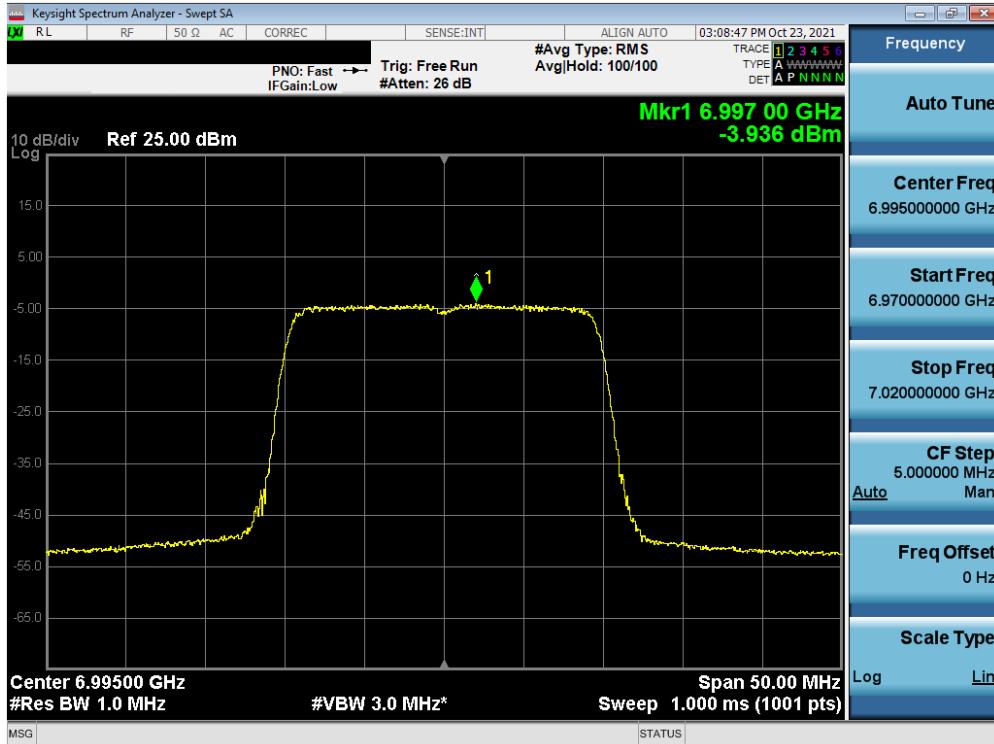 Keysight Spectrum Analyzer - Swept SA
LXI RL RF 50 Ω AC CORREC SENSE:INT ALIGN AUTO 03:08:47 PM Oct 23, 2021
PNO: Fast
IFGain:Low
Trig: Free Run
#Atten: 26 dB
#Avg Type: RMS
Avg|Hold: 100/100
TRACE 1 2 3 4 5 6
TYPE A WWWWW
DET A P N N N N
Mkr1 6.997 00 GHz
-3.936 dBm
10 dB/div Ref 25.00 dBm
Log
15.0
5.00
-5.00
-15.0
-25.0
-35.0
-45.0
-55.0
-65.0
1
Center 6.99500 GHz Span 50.00 MHz
#Res BW 1.0 MHz #VBW 3.0 MHz* Sweep 1.000 ms (1001 pts)
MSG STATUS
Frequency
Auto Tune
Center Freq
6.995000000 GHz
Start Freq
6.970000000 GHz
Stop Freq
7.020000000 GHz
CF Step
5.000000 MHz
Auto Man
Freq Offset
0 Hz
Scale Type
Log Lin